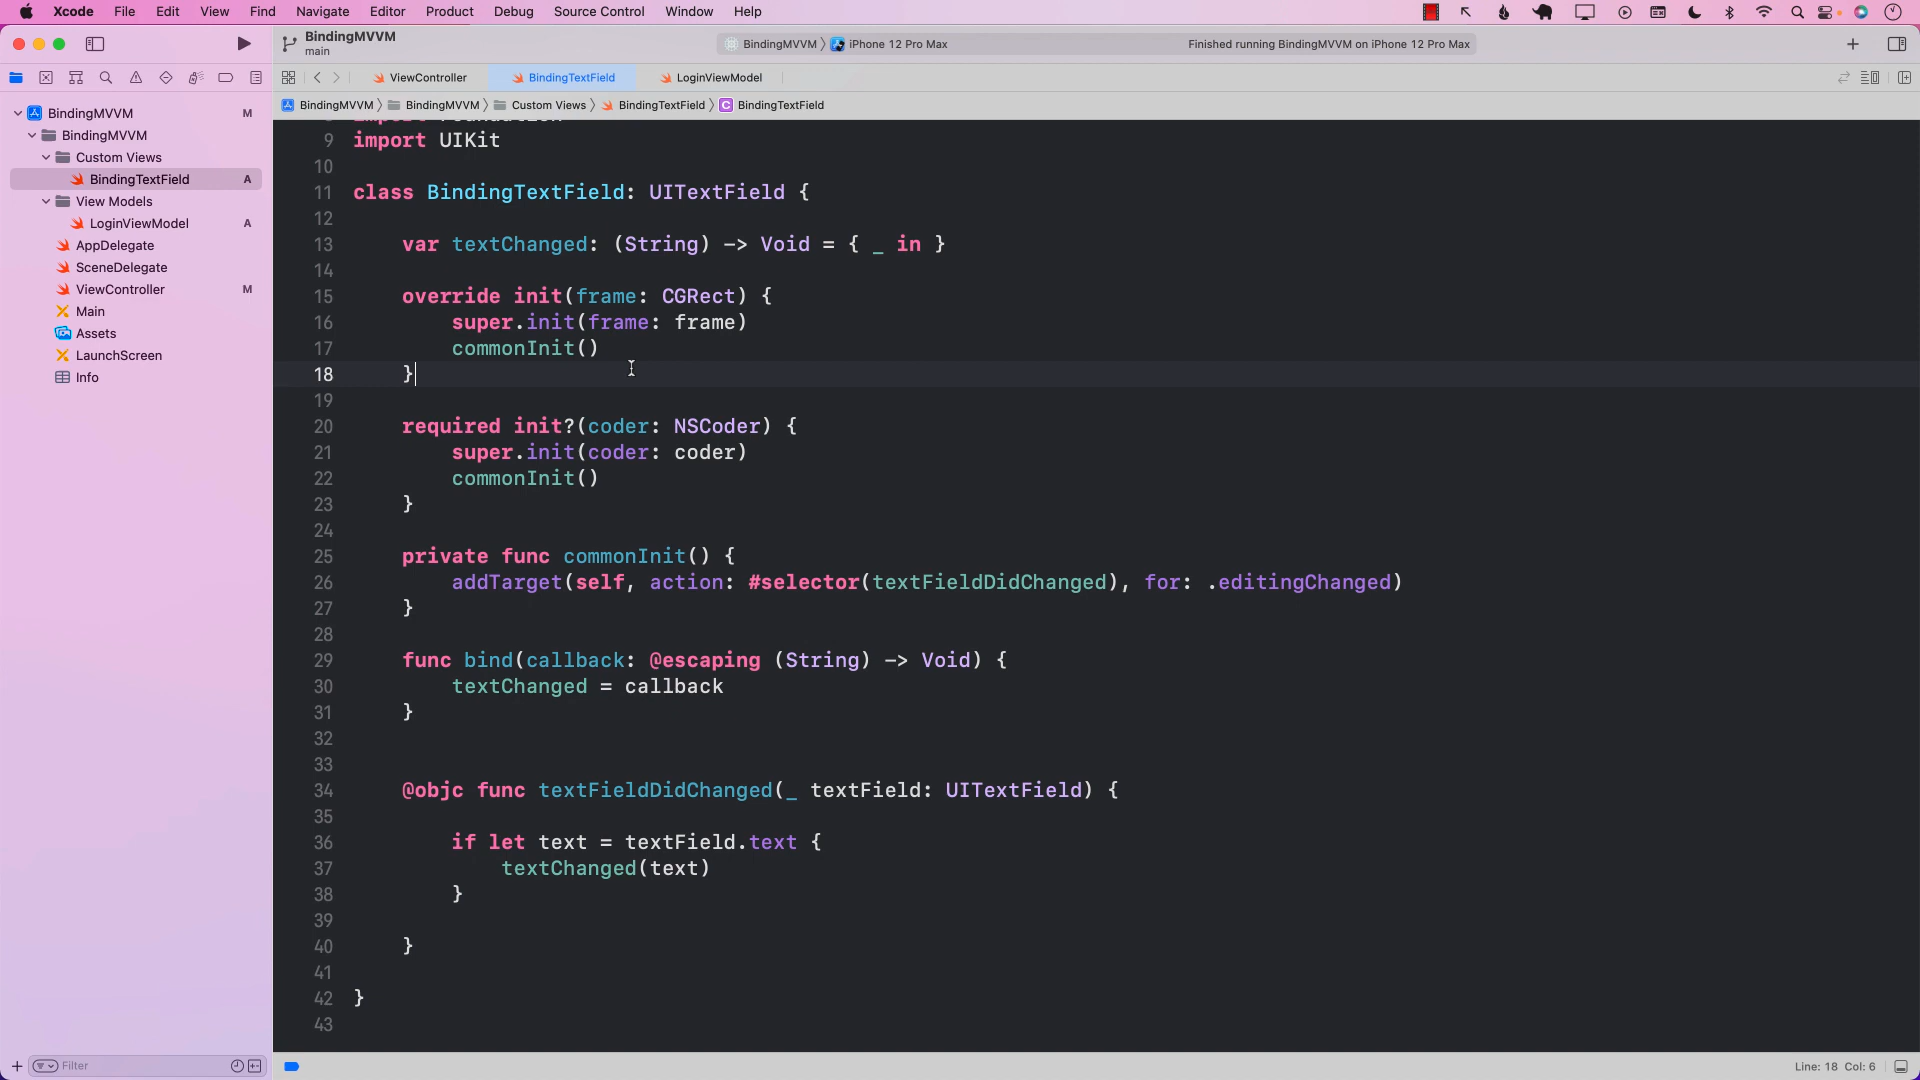 Xcode File Edit View Find Navigate Editor Product Debug Source Control Window Help
BindingMVVM
main
BindingMVVM iPhone 12 Pro Max
Finished running BindingMVVM on iPhone 12 Pro Max
ViewController BindingTextField LoginViewModel
BindingMVVM BindingMVVM Custom Views BindingTextField C BindingTextField
BindingMVVM M
BindingMVVM
Custom Views
BindingTextField A
View Models
LoginViewModel A
AppDelegate
SceneDelegate
ViewController M
Main
Assets
LaunchScreen
Info
Filter
9 import UIKit
10
11 class BindingTextField: UITextField {
12
13 var textChanged: (String) -> Void = { _ in }
14
15 override init(frame: CGRect) {
16 super.init(frame: frame)
17 commonInit()
18 }
19
20 required init?(coder: NSCoder) {
21 super.init(coder: coder)
22 commonInit()
23 }
24
25 private func commonInit() {
26 addTarget(self, action: #selector(textFieldDidChanged), for: .editingChanged)
27 }
28
29 func bind(callback: @escaping (String) -> Void) {
30 textChanged = callback
31 }
32
33
34 @objc func textFieldDidChanged(_ textField: UITextField) {
35
36 if let text = textField.text {
37 textChanged(text)
38 }
39
40 }
41
42 }
43
Line: 18 Col: 6